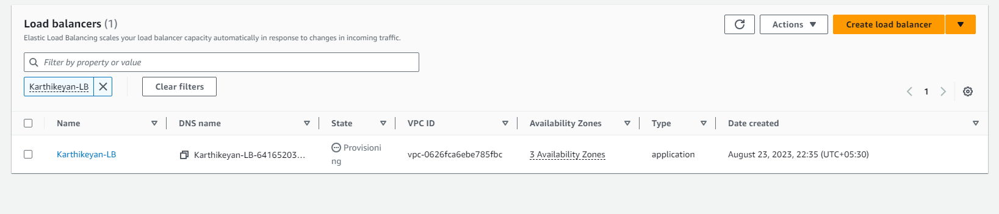 Load balancers (1)
Actions
Create load balancer
Elastic Load Balancing scales your load balancer capacity automatically in response to changes in incoming traffic.
Filter by property or value
Karthikeyan-LB
Clear filters
1
Name
DNS name
State
VPC ID
Availability Zones
Type
Date created
Karthikeyan-LB
Karthikeyan-LB-64165203...
Provisioni
ng
vpc-0626fca6ebe785fbc
3 Availability Zones
application
August 23, 2023, 22:35 (UTC+05:30)